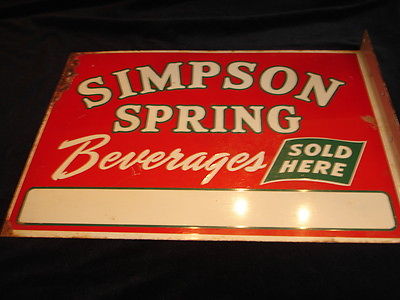 SIMPSON
SPRING
Beverages
SOLD
HERE